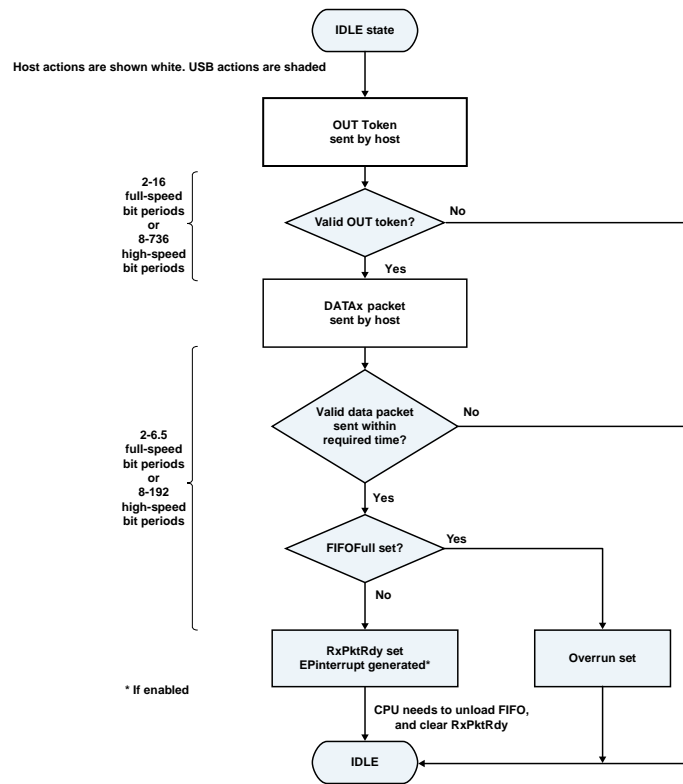 IDLE state
Host actions are shown white. USB actions are shaded
OUT Token
sent by host
2-16
full-speed
bit periods
or
8-736
high-speed
bit periods
Valid OUT token?
No
Yes
DATAx packet
sent by host
Valid data packet
sent within
required time?
No
2-6.5
full-speed
bit periods
or
8-192
high-speed
bit periods
Yes
FIFOFull set?
Yes
No
RxPktRdy set
EPinterrupt generated*
Overrun set
* If enabled
CPU needs to unload FIFO,
and clear RxPktRdy
IDLE